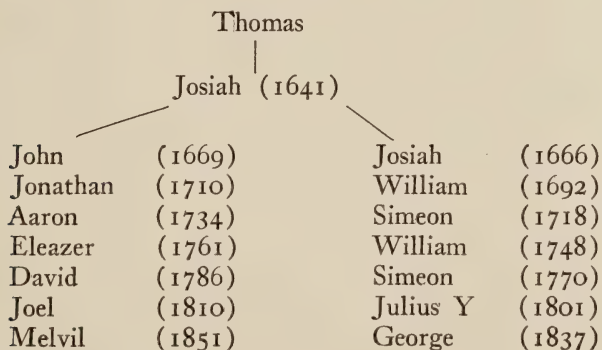 Thomas
Josiah (1641)
John (1669) Josiah (1666)
Jonathan (1710) William (1692)
Aaron (1734) Simeon (1718)
Eleazer (1761) William (1748)
David (1786) Simeon (1770)
Joel (1810) Julius Y (1801)
Melvil (1851) George (1837)